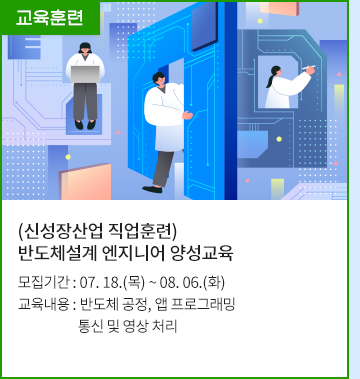 교육훈련
(신성장산업 직업훈련)
반도체설계 엔지니어 양성교육
모집기간 : 07. 18.(목) ~ 08. 06.(화)
교육내용 : 반도체 공정, 앱 프로그래밍
통신 및 영상 처리